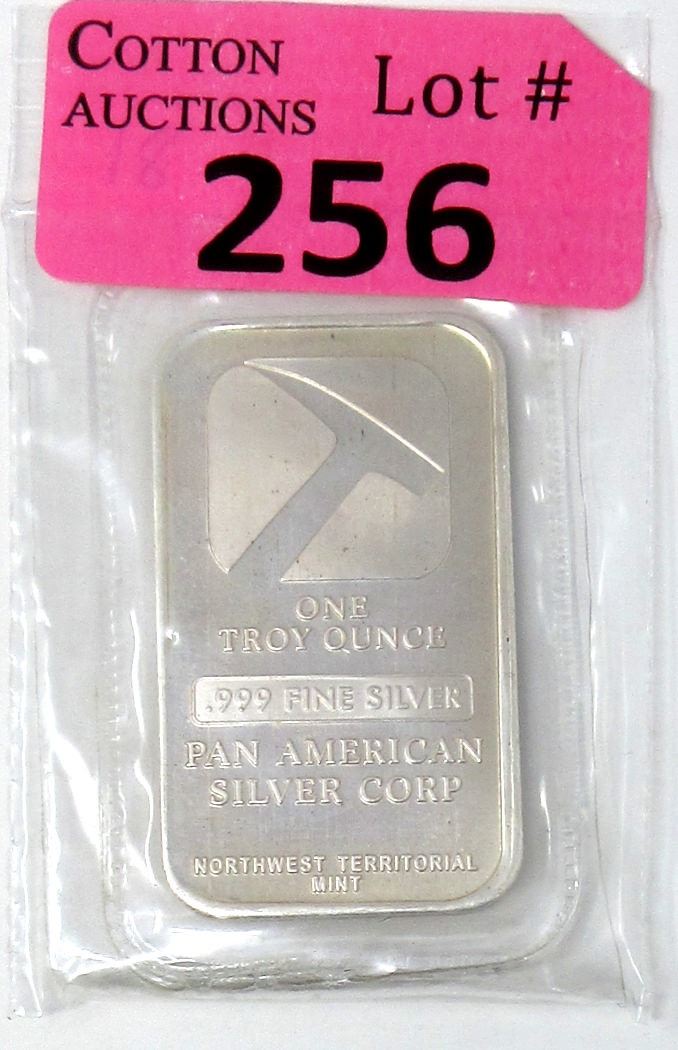 COTTON
AUCTIONS
Lot #
256
ONE
TROY OUNCE
.999 FINE SILVER
PAN AMERICAN
SILVER CORP
NORTHWEST TERRITORIAL
MINT